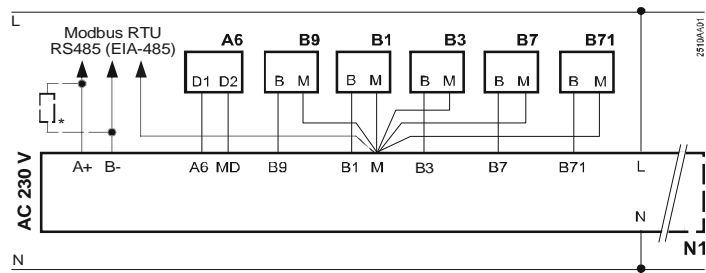 L
Modbus RTU
RS485 (EIA-485)
A6 B9 B1 B3 B7 B71
2510AA01
D1 D2 B M B M B M B M B M
*
A+ B- A6 MD B9 B1 M B3 B7 B71 L
AC 230 V
N
N1
N